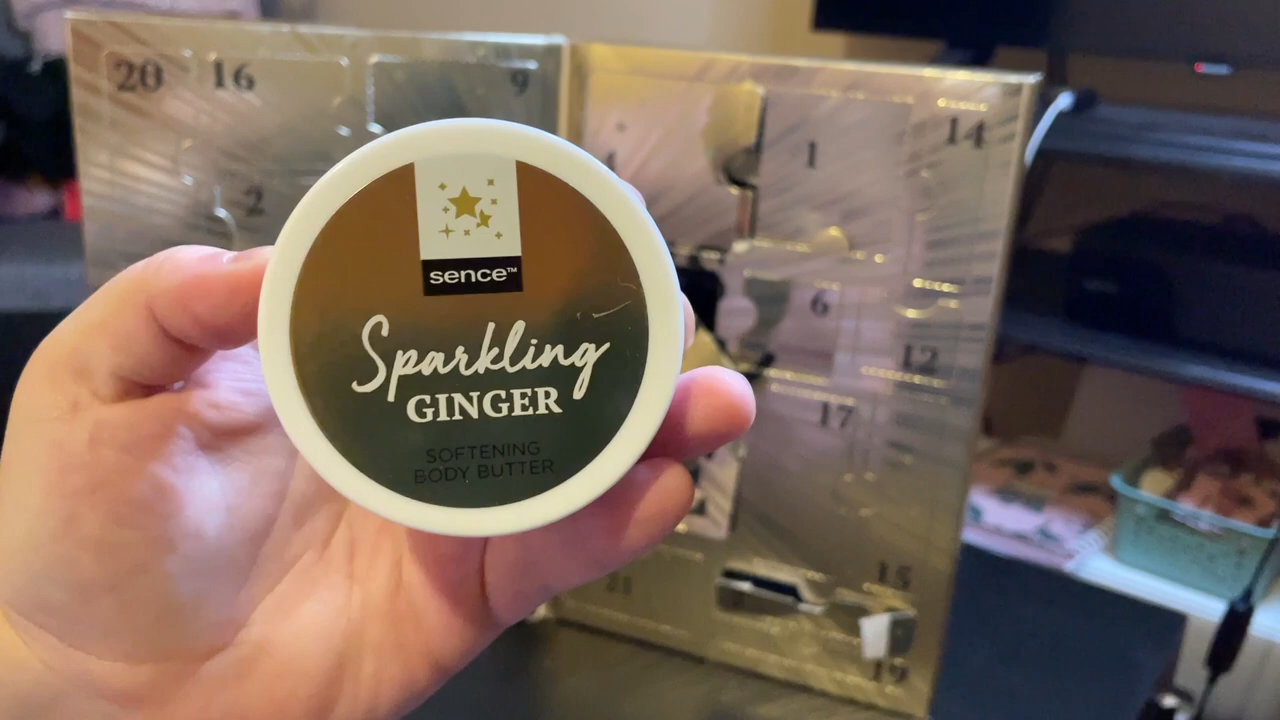 20
16
9
2
1
14
6
12
17
15
19
sence™
Sparkling
GINGER
SOFTENING
BODY BUTTER